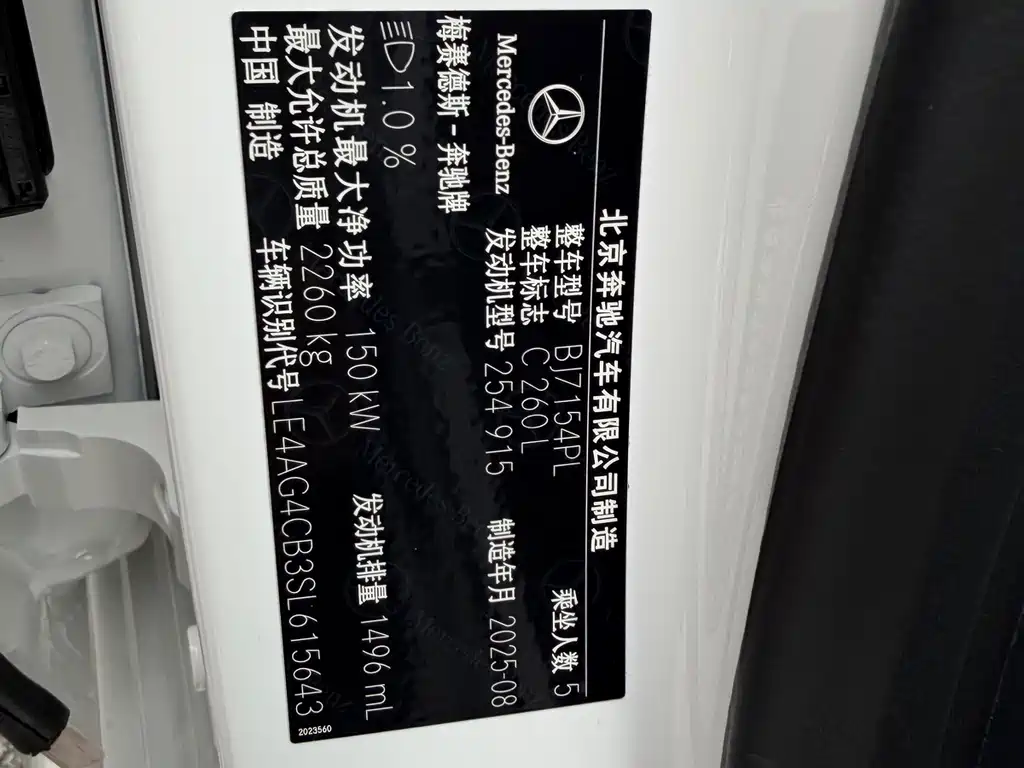 北京奔驰汽车有限公司制造
Mercedes-Benz
梅赛德斯-奔驰牌
整车型号 BJ7154PL 乘坐人数 5
整车标志 C 260 L
发动机型号 254 915 制造年月 2025-08
1.0 %
发动机最大净功率 150 kW 发动机排量 1496 mL
最大允许总质量 2260 kg
中国 制造 车辆识别代号 LE4AG4CB3SL615643
2023560